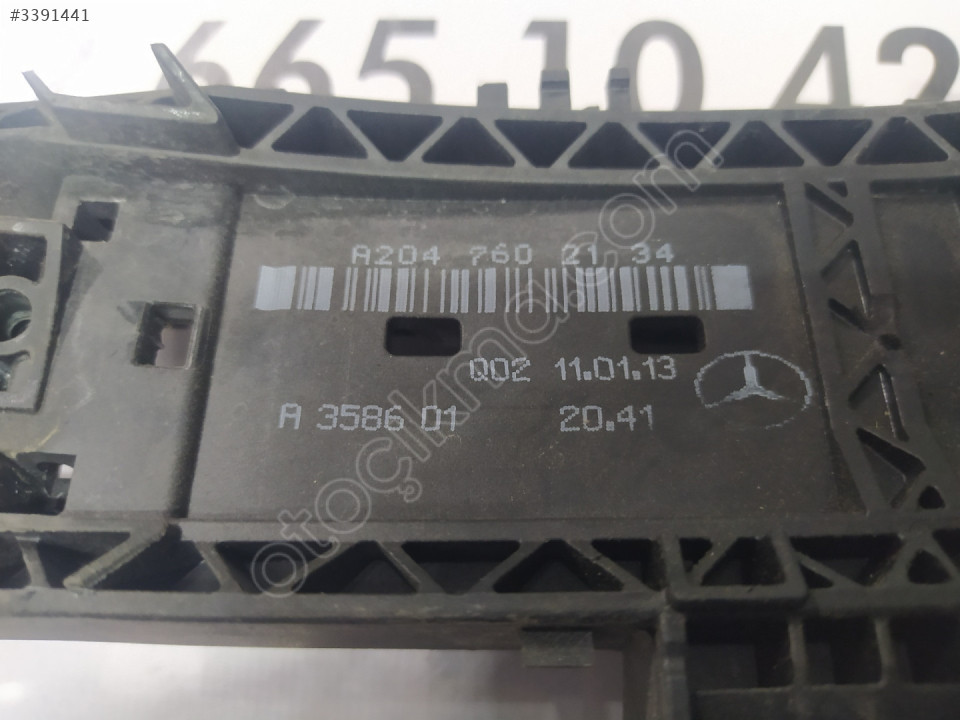 #3391441
665 10 42
A204 760 21 34
Q02 11.01.13
A 3586 01 20.41
otoçıkma.com